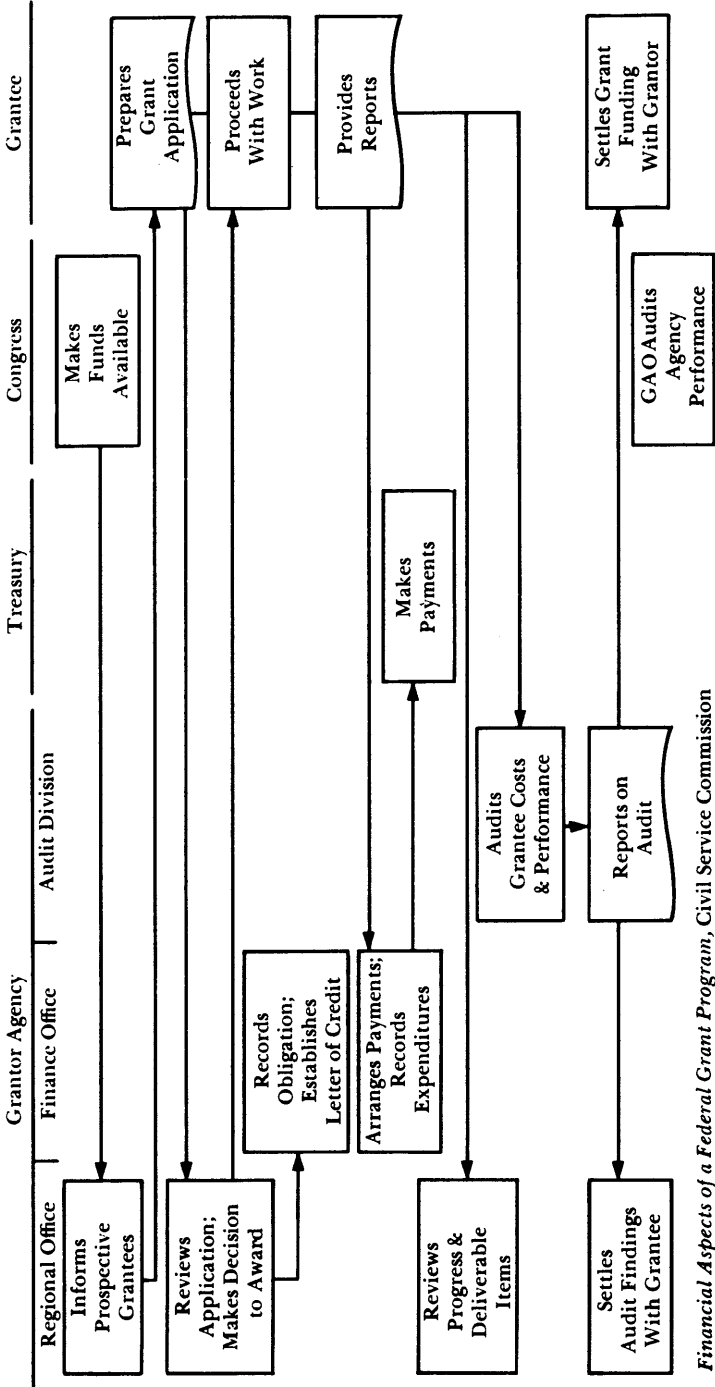 Grantor Agency
Regional Office
Finance Office
Audit Division
Treasury
Congress
Grantee
Makes
Funds
Available
Informs
Prospective
Grantees
Prepares
Grant
Application
Reviews
Application;
Makes Decision
to Award
Proceeds
With Work
Records
Obligation;
Establishes
Letter of Credit
Provides
Reports
Arranges Payments;
Records
Expenditures
Makes
Payments
Reviews
Progress &
Deliverable
Items
Audits
Grantee Costs
& Performance
Reports on
Audit
Settles
Audit Findings
With Grantee
Settles Grant
Funding
With Grantor
GAO Audits
Agency
Performance
Financial Aspects of a Federal Grant Program, Civil Service Commission